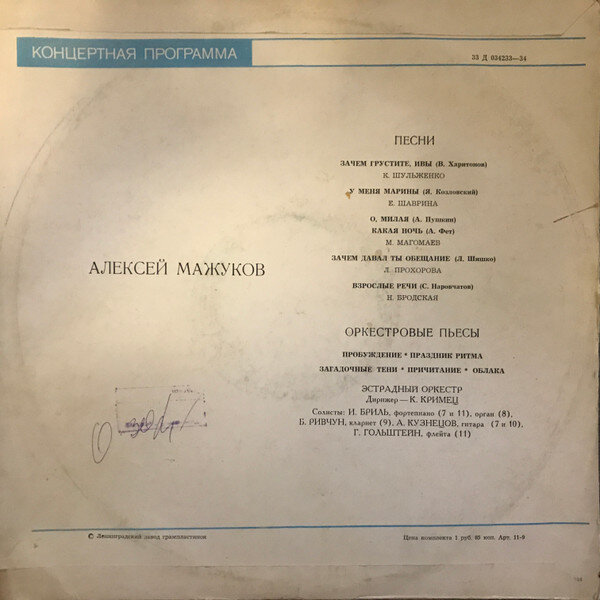 КОНЦЕРТНАЯ ПРОГРАММА
33 Д 034233—34
ПЕСНИ
ЗАЧЕМ ГРУСТИТЕ, ИВЫ (В. Харитонов)
К. ШУЛЬЖЕНКО
У МЕНЯ МАРИНЫ (Я. Козловский)
Е. ШАВРИНА
О, МИЛАЯ (А. Пушкин)
КАКАЯ НОЧЬ (А. Фет)
М. МАГОМАЕВ
ЗАЧЕМ ДАВАЛ ТЫ ОБЕЩАНИЕ (Л. Шишко)
Л. ПРОХОРОВА
ВЗРОСЛЫЕ РЕЧИ (С. Наровчатов)
Н. БРОДСКАЯ
АЛЕКСЕЙ МАЖУКОВ
ОРКЕСТРОВЫЕ ПЬЕСЫ
ПРОБУЖДЕНИЕ • ПРАЗДНИК РИТМА
ЗАГАДОЧНЫЕ ТЕНИ • ПРИЧИТАНИЕ • ОБЛАКА
ЭСТРАДНЫЙ ОРКЕСТР
Дирижер — К. КРИМЕЦ
Солисты: И. БРИЛЬ, фортепиано (7 и 11), орган (8),
Б. РИВЧУН, кларнет (9), А. КУЗНЕЦОВ, гитара (7 и 10),
Г. ГОЛЬШТЕЙН, флейта (11)
© Ленинградский завод грампластинок
Цена комплекта 1 руб. 85 коп. Арт. 11-9